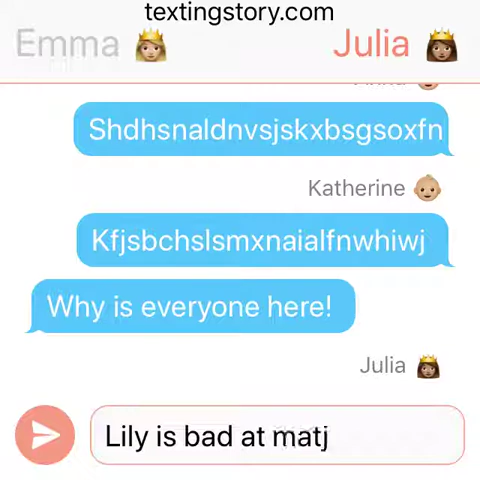 textingstory.com
Emma 👸🏼 Julia 👸🏾
Shdhsnaldnvsjskxbsgsoxfn
Katherine 👶🏼
Kfjsbchslsmxnaialfnwhiwj
Why is everyone here!
Julia 👸🏾
Lily is bad at matj